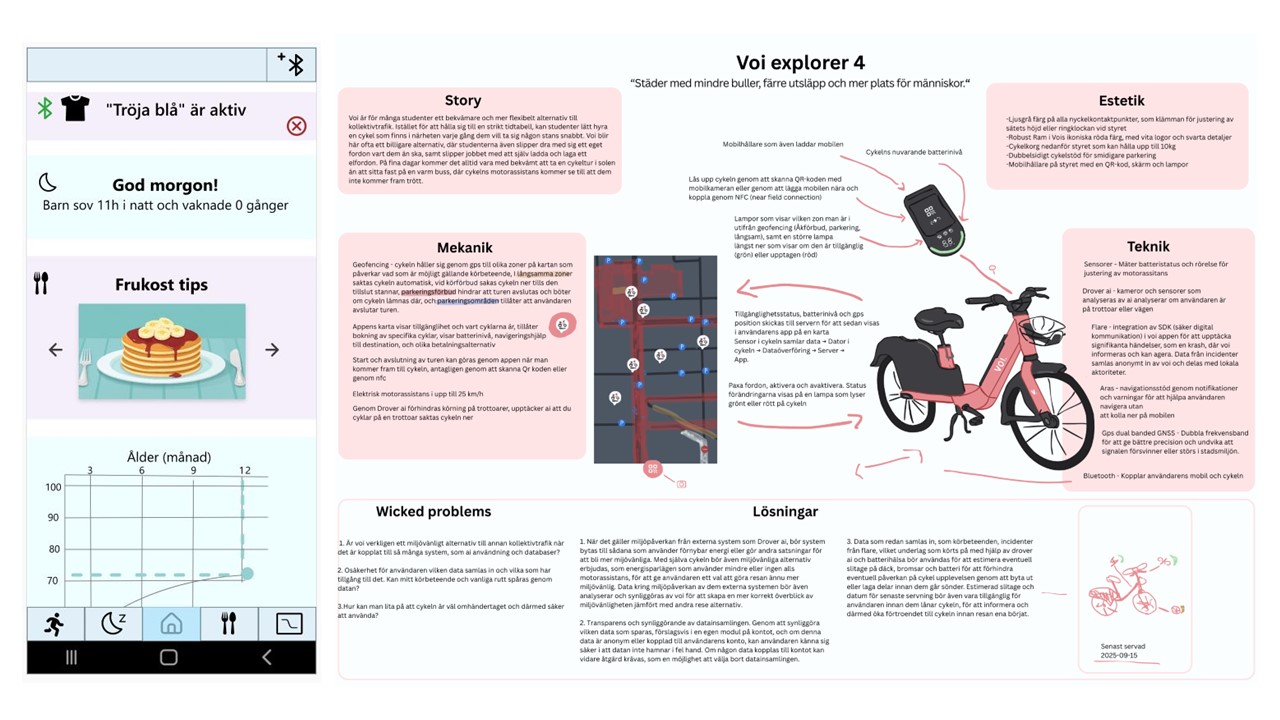 "Tröja blå" är aktiv
God morgon!
Barn sov 11h i natt och vaknade 0 gånger
Frukost tips
Ålder (månad)
3 6 9 12
100
90
80
70
Voi explorer 4
“Städer med mindre buller, färre utsläpp och mer plats för människor.“
Story
Voi är för många studenter ett bekvämare och mer flexibelt alternativ till
kollektivtrafik. Istället för att hålla sig till en strikt tidtabell, kan studenter lätt hyra
en cykel som finns i närheten varje gång dem vill ta sig någon stans snabbt. Voi blir
här ofta ett billigare alternativ, där studenterna även slipper dra med sig ett eget
fordon vart dem än ska, samt slipper jobbet med att själv ladda och laga ett
elfordon. På fina dagar kommer det alltid vara med bekvämt att ta en cykeltur i solen
än att sitta fast på en varm buss, där cykelns motorassistans kommer se till att dem
inte kommer fram trött.
Mekanik
Geofencing - cykeln håller sig genom gps till olika zoner på kartan som
påverkar vad som är möjligt gällande körbeteende, i långsamma zoner
saktas cykeln automatisk, vid körförbud sakas cykeln ner tills den
tillslut stannar, parkeringsförbud hindrar att turen avslutas och böter
om cykeln lämnas där, och parkeringsområden tillåter att användaren
avslutar turen.
Appens karta visar tillgänglighet och vart cyklarna är, tillåter
bokning av specifika cyklar, visar batterinivå, navigeringshjälp
till destination, och olika betalningsalternativ
Start och avslutning av turen kan göras genom appen när man
kommer fram till cykeln, antagligen genom att skanna Qr koden eller
genom nfc
Elektrisk motorassistans i upp till 25 km/h
Genom Drover ai förhindras körning på trottoarer, upptäcker ai att du
cyklar på en trottoar saktas cykeln ner
Mobilhållare som även laddar mobilen
Cykelns nuvarande batterinivå
Lås upp cykeln genom att skanna QR-koden med
mobilkameran eller genom att lägga mobilen nära och
koppla genom NFC (near field connection)
Lampor som visar vilken zon man är i
utifrån geofencing (Åkförbud, parkering,
långsam), samt en större lampa
längst ner som visar om den är tillgänglig
(grön) eller upptagen (röd)
Tillgänglighetsstatus, batterinivå och gps
position skickas till servern för att sedan visas
i användarens app på en karta
Sensor i cykeln samlar data → Dator i
cykeln → Dataöverföring → Server →
App.
Paxa fordon, aktivera och avaktivera. Status
förändringarna visas på en lampa som lyser
grönt eller rött på cykeln
voi.
Estetik
-Ljusgrå färg på alla nyckelkontaktpunkter, som klämman för justering av
sätets höjd eller ringklockan vid styret
-Robust Ram i Vois ikoniska röda färg, med vita logor och svarta detaljer
-Cykelkorg nedanför styret som kan hålla upp till 10kg
-Dubbelsidigt cykelstöd för smidigare parkering
-Mobilhållare på styret med en QR-kod, skärm och lampor
Teknik
Sensorer - Mäter batteristatus och rörelse för
justering av motorassitans
Drover ai - kameror och sensorer som
analyseras av ai analyserar om användaren är
på trottoar eller vägen
Flare - integration av SDK (säker digital
kommunikation) i voi appen för att upptäcka
signifikanta händelser, som en krash, där voi
informeras och kan agera. Data från incidenter
samlas anonymt in av voi och delas med lokala
aktoriteter.
Aras - navigationsstöd genom notifikationer
och varningar för att hjälpa användaren
navigera utan
att kolla ner på mobilen
Gps dual banded GNSS - Dubbla frekvensband
för att ge bättre precision och undvika att
signalen försvinner eller störs i stadsmiljön.
Bluetooth - Kopplar användarens mobil och cykeln
Wicked problems
1. Är voi verkligen ett miljövänligt alternativ till annan kollektivtrafik när
det är kopplat till så många system, som ai användning och databaser?
2. Osäkerhet för användaren vilken data samlas in och vilka som har
tillgång till det. Kan mitt körbeteende och vanliga rutt spåras genom
datan?
3.Hur kan man lita på att cykeln är väl omhändertaget och därmed säker
att använda?
Lösningar
1. När det gäller miljöpåverkan från externa system som Drover ai, bör system
bytas till sådana som använder förnybar energi eller gör andra satsningar för
att bli mer miljövänliga. Med själva cykeln bör även miljövänliga alternativ
erbjudas, som energisparlägen som använder mindre eller ingen alls
motorassistans, för att ge användaren ett val att göra resan ännu mer
miljövänlig. Data kring miljöpåverkan av dem externa systemen bör även
analyserar och synliggöras av voi för att skapa en mer korrekt överblick av
miljövänligheten jämfört med andra rese alternativ.
2. Transparens och synliggörande av datainsamlingen. Genom att synliggöra
vilken data som sparas, förslagsvis i en egen modul på kontot, och om denna
data är anonym eller kopplad till användarens konto, kan användaren känna sig
säker i att datan inte hamnar i fel hand. Om någon data kopplas till kontot kan
vidare åtgärd krävas, som en möjlighet att välja bort datainsamlingen.
3. Data som redan samlas in, som körbeteenden, incidenter
från flare, vilket underlag som körts på med hjälp av drover
ai och batterihälsa bör användas för att estimera eventuell
slitage på däck, bromsar och batteri för att förhindra
eventuell påverkan på cykel upplevelsen genom att byta ut
eller laga delar innan dem går sönder. Estimerad slitage och
datum för senaste servning bör även vara tillgänglig för
användaren innan dem lånar cykeln, för att informera och
därmed öka förtroendet till cykeln innan resan ens börjat.
Senast servad
2025-09-15